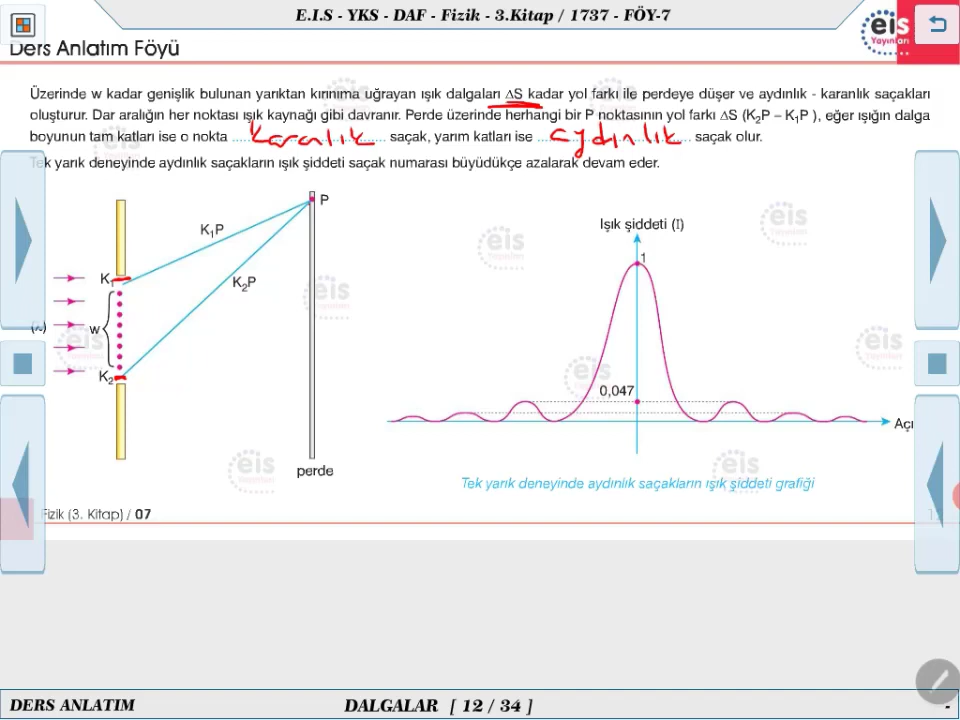 E.I.S - YKS - DAF - Fizik - 3.Kitap / 1737 - FÖY-7
eis
Yayınları
Ders Anlatım Föyü
Üzerinde w kadar genişlik bulunan yarıktan kırınıma uğrayan ışık dalgaları ΔS kadar yol farkı ile perdeye düşer ve aydınlık - karanlık saçakları
oluşturur. Dar aralığın her noktası ışık kaynağı gibi davranır. Perde üzerinde herhangi bir P noktasının yol farkı ΔS (K₂P – K₁P ), eğer ışığın dalga
boyunun tam katları ise o nokta karanlık saçak, yarım katları ise aydınlık saçak olur.
Tek yarık deneyinde aydınlık saçakların ışık şiddeti saçak numarası büyüdükçe azalarak devam eder.
P
K₁P
K₂P
K₁
w
K₂
perde
Işık şiddeti (I)
1
0,047
Açı
Tek yarık deneyinde aydınlık saçakların ışık şiddeti grafiği
Fizik (3. Kitap) / 07
DERS ANLATIM
DALGALAR [ 12 / 34 ]
-